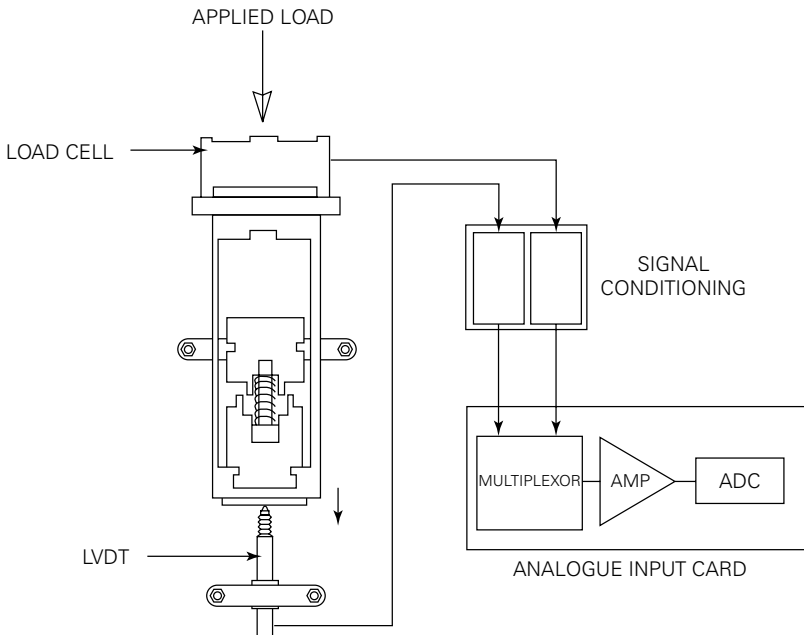 APPLIED LOAD
LOAD CELL
SIGNAL
CONDITIONING
MULTIPLEXOR
AMP
ADC
LVDT
ANALOGUE INPUT CARD